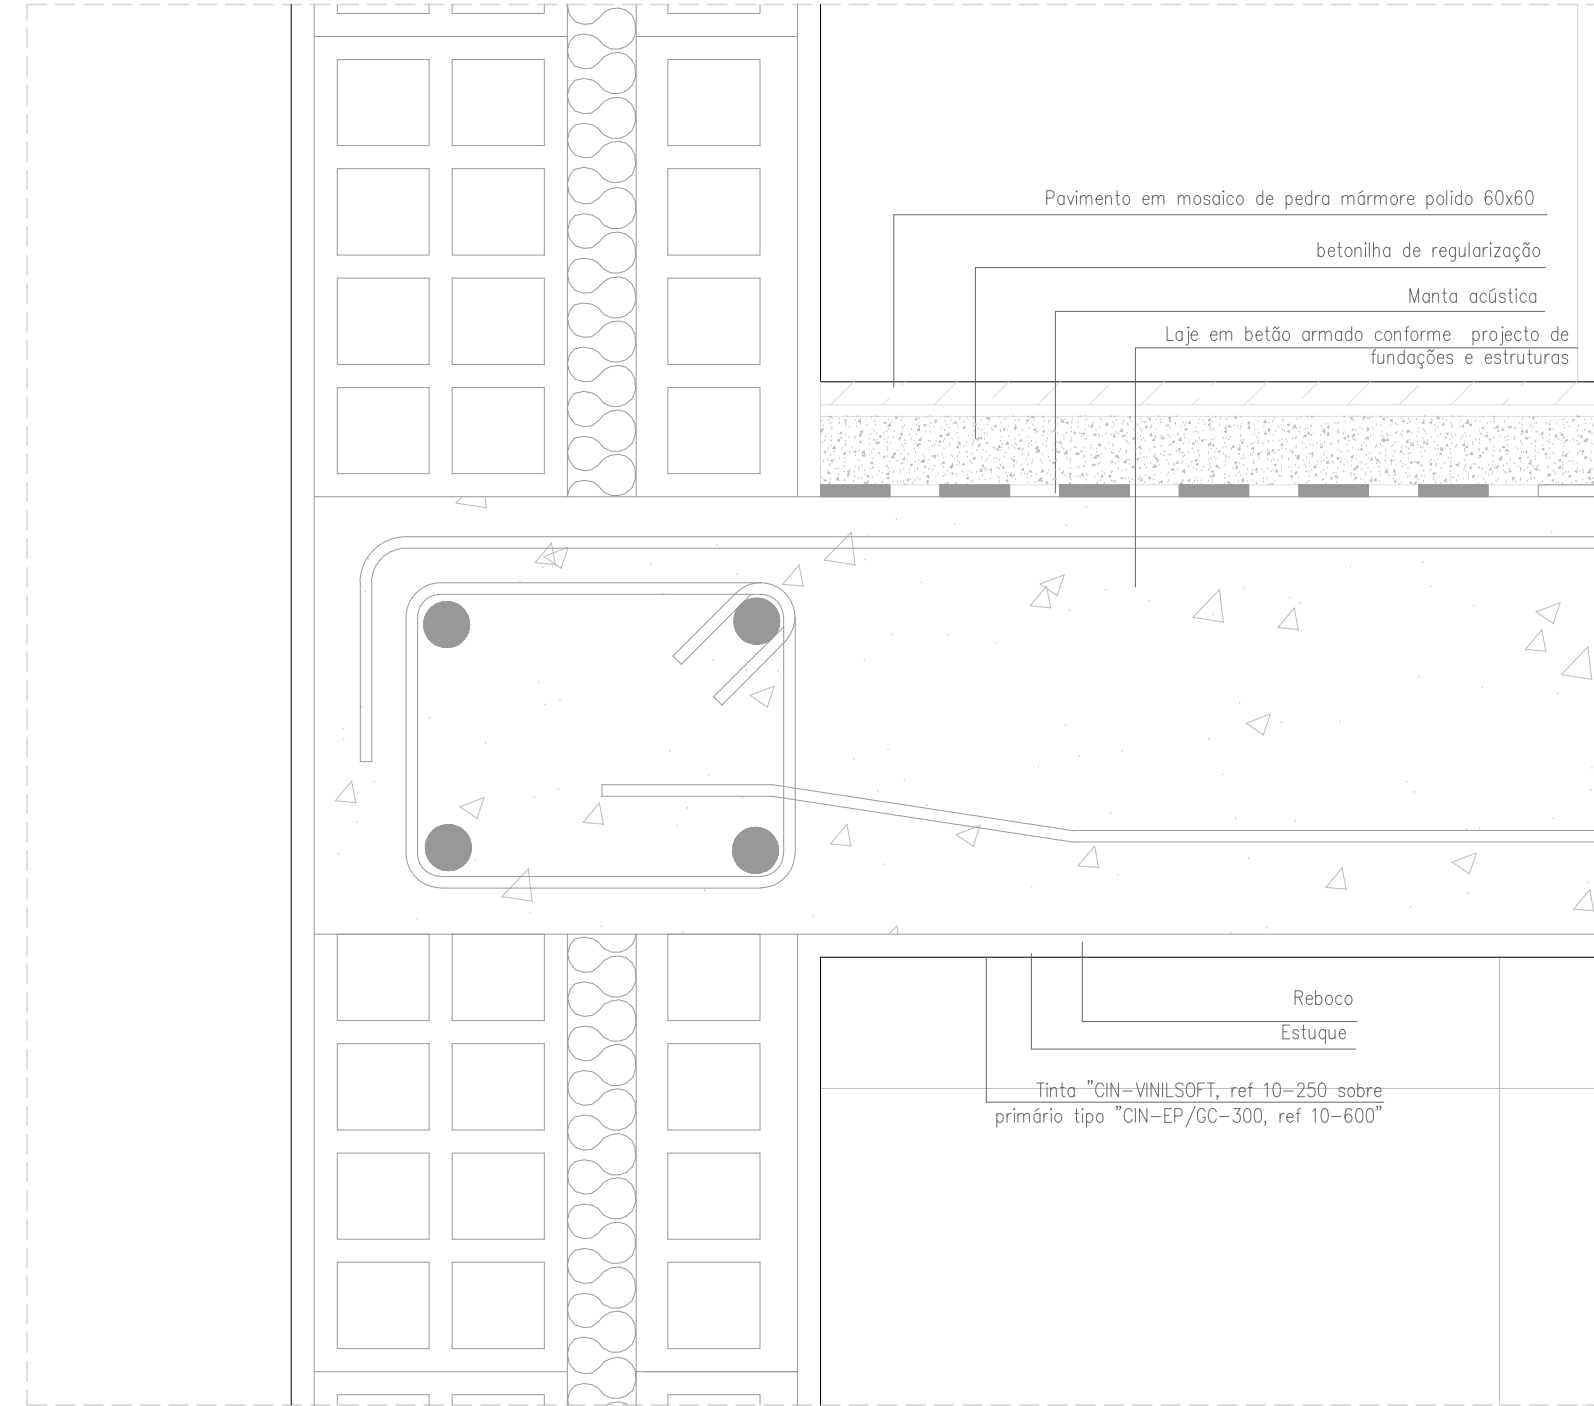 Pavimento em mosaico de pedra mármore polido 60x60
betonilha de regularização
Manta acústica
Laje em betão armado conforme projecto de
fundações e estruturas
Reboco
Estuque
Tinta "CIN-VINILSOFT, ref 10-250 sobre
primário tipo "CIN-EP/GC-300, ref 10-600"